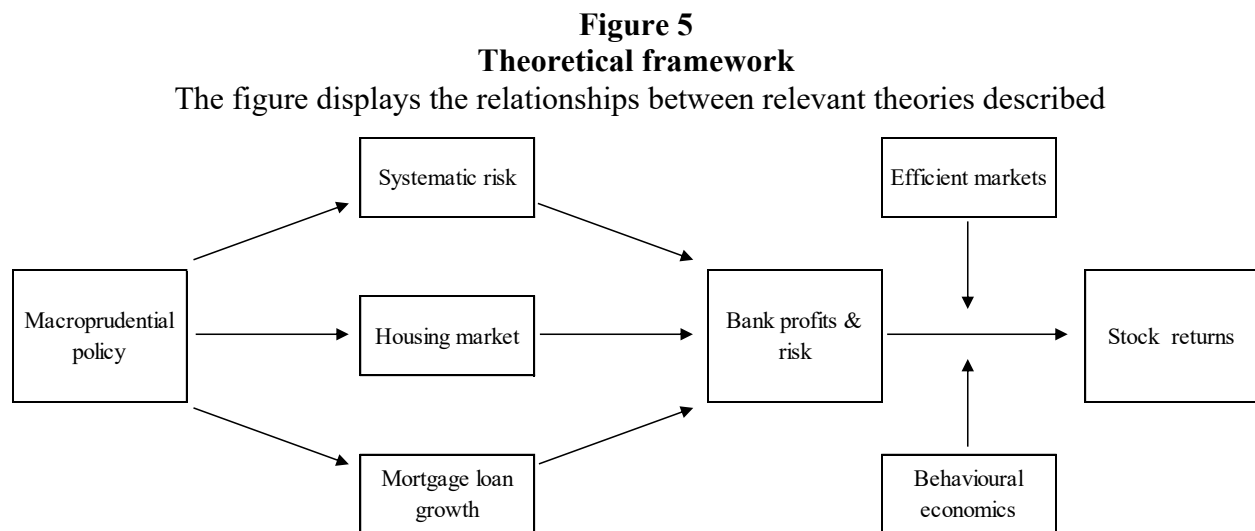 Figure 5
Theoretical framework
The figure displays the relationships between relevant theories described
Systematic risk
Efficient markets
Macroprudential
policy
Housing market
Bank profits &
risk
Stock returns
Mortgage loan
growth
Behavioural
economics